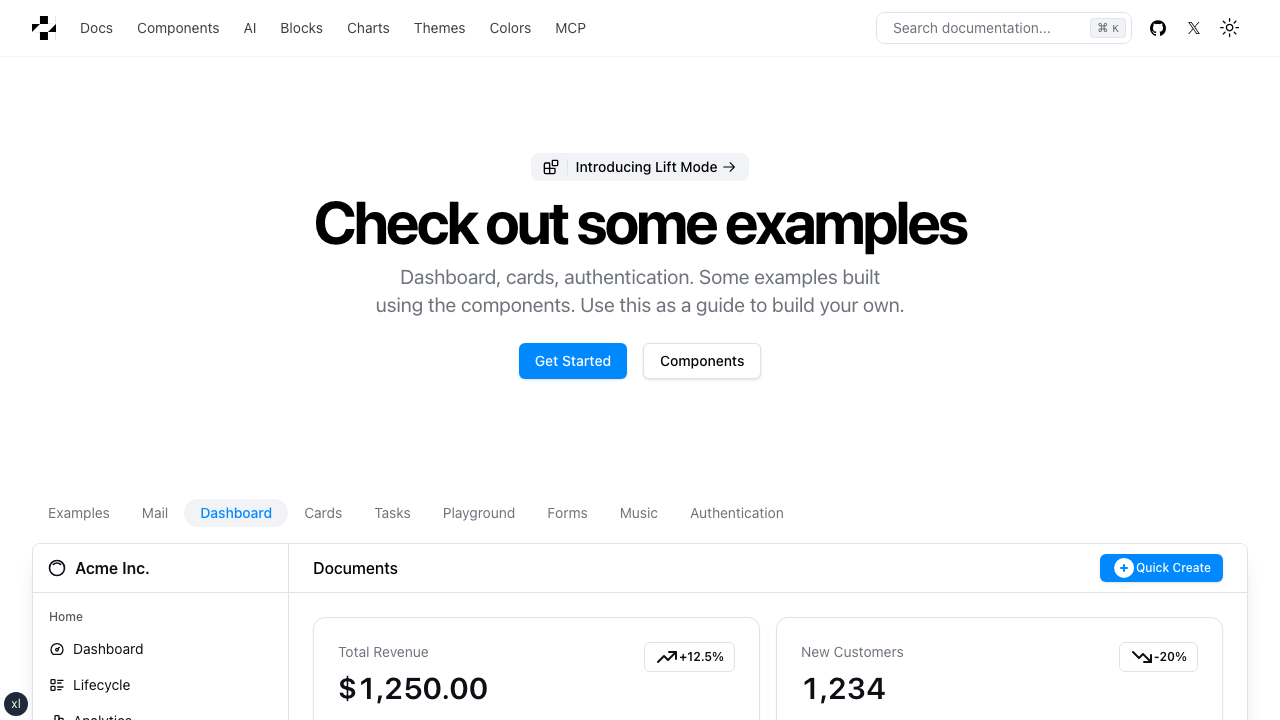 Docs Components AI Blocks Charts Themes Colors MCP Search documentation... ⌘ K
Introducing Lift Mode →
Check out some examples
Dashboard, cards, authentication. Some examples built
using the components. Use this as a guide to build your own.
Get Started Components
Examples Mail Dashboard Cards Tasks Playground Forms Music Authentication
Acme Inc. Documents Quick Create
Home
Total Revenue +12.5% New Customers -20%
Dashboard
$1,250.00 1,234
Lifecycle
xl
Analytics